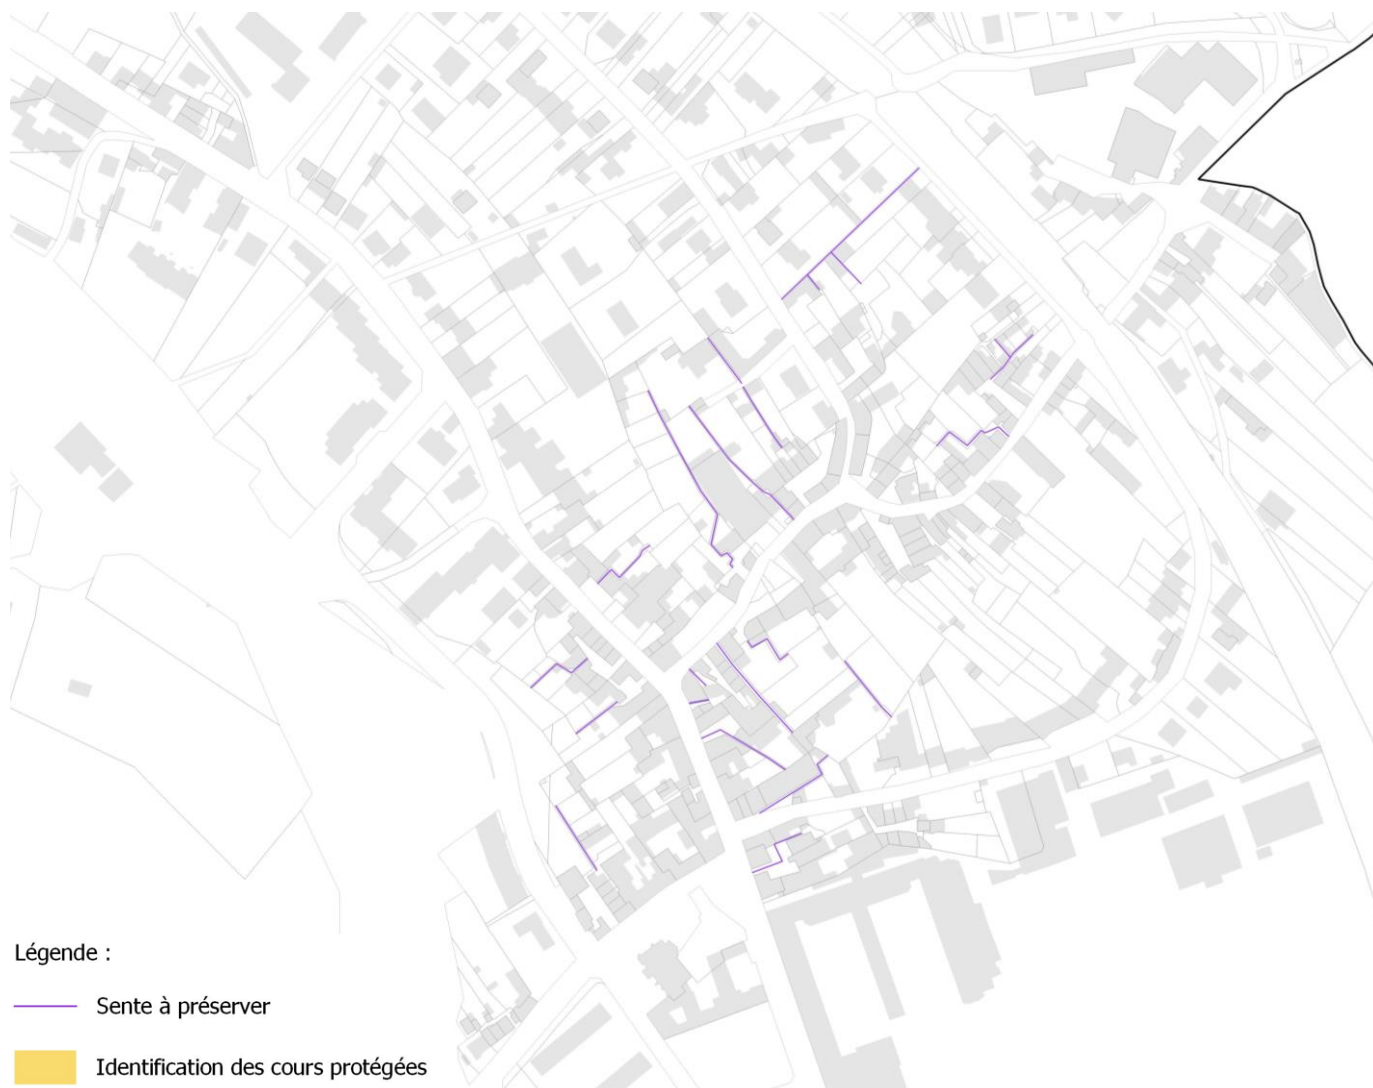 Légende :
Sente à préserver
Identification des cours protégées